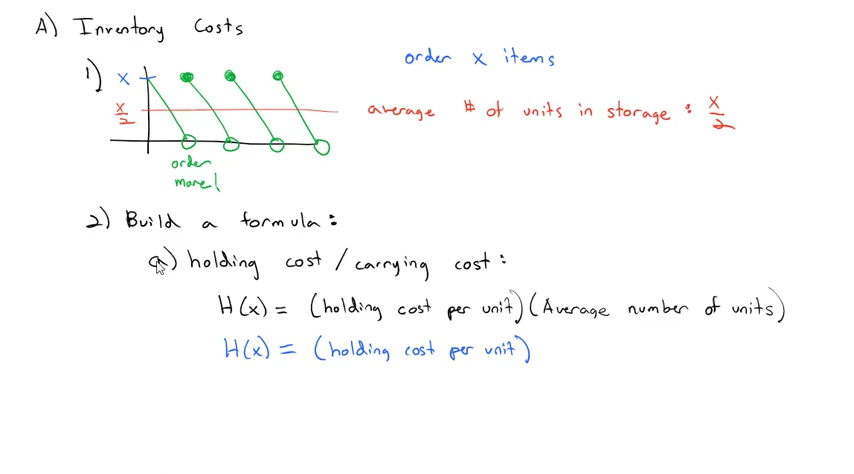 A) Inventory Costs
order x items
1)
x
x/2
average # of units in storage : x/2
order
more!
2) Build a formula:
a) holding cost / carrying cost:
H(x) = (holding cost per unit)(Average number of units)
H(x) = (holding cost per unit)